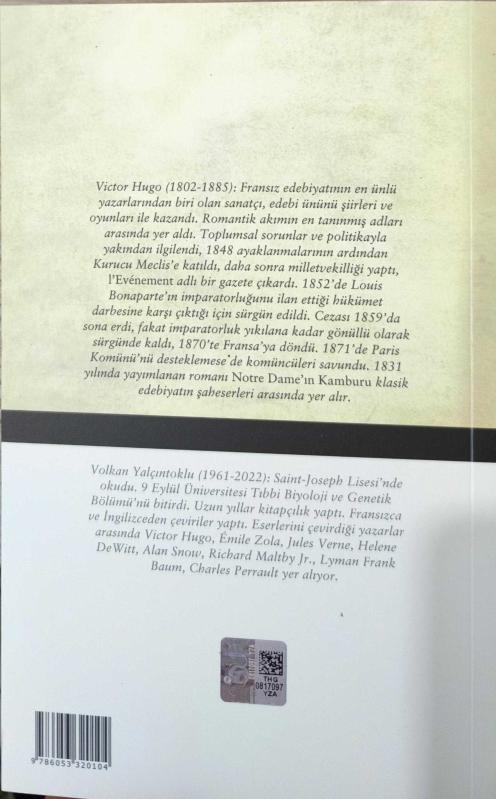 Victor Hugo (1802-1885): Fransız edebiyatının en ünlü
yazarlarından biri olan sanatçı, edebi ününü şiirleri ve
oyunları ile kazandı. Romantik akımın en tanınmış adları
arasında yer aldı. Toplumsal sorunlar ve politikayla
yakından ilgilendi, 1848 ayaklanmalarının ardından
Kurucu Meclis'e katıldı, daha sonra milletvekilliği yaptı,
l'Evénement adlı bir gazete çıkardı. 1852'de Louis
Bonaparte'ın imparatorluğunu ilan ettiği hükümet
darbesine karşı çıktığı için sürgün edildi. Cezası 1859'da
sona erdi, fakat imparatorluk yıkılana kadar gönüllü olarak
sürgünde kaldı, 1870'te Fransa'ya döndü. 1871'de Paris
Komünü'nü desteklemese de komüncüleri savundu. 1831
yılında yayımlanan romanı Notre Dame'ın Kamburu klasik
edebiyatın şaheserleri arasında yer alır.
Volkan Yalçıntoklu (1961-2022): Saint-Joseph Lisesi'nde
okudu. 9 Eylül Üniversitesi Tıbbi Biyoloji ve Genetik
Bölümü'nü bitirdi. Uzun yıllar kitapçılık yaptı. Fransızca
ve İngilizceden çeviriler yaptı. Eserlerini çevirdiği yazarlar
arasında Victor Hugo, Émile Zola, Jules Verne, Helene
DeWitt, Alan Snow, Richard Maltby Jr., Lyman Frank
Baum, Charles Perrault yer alıyor.
THG
0817097
YZA
9 786053 320104